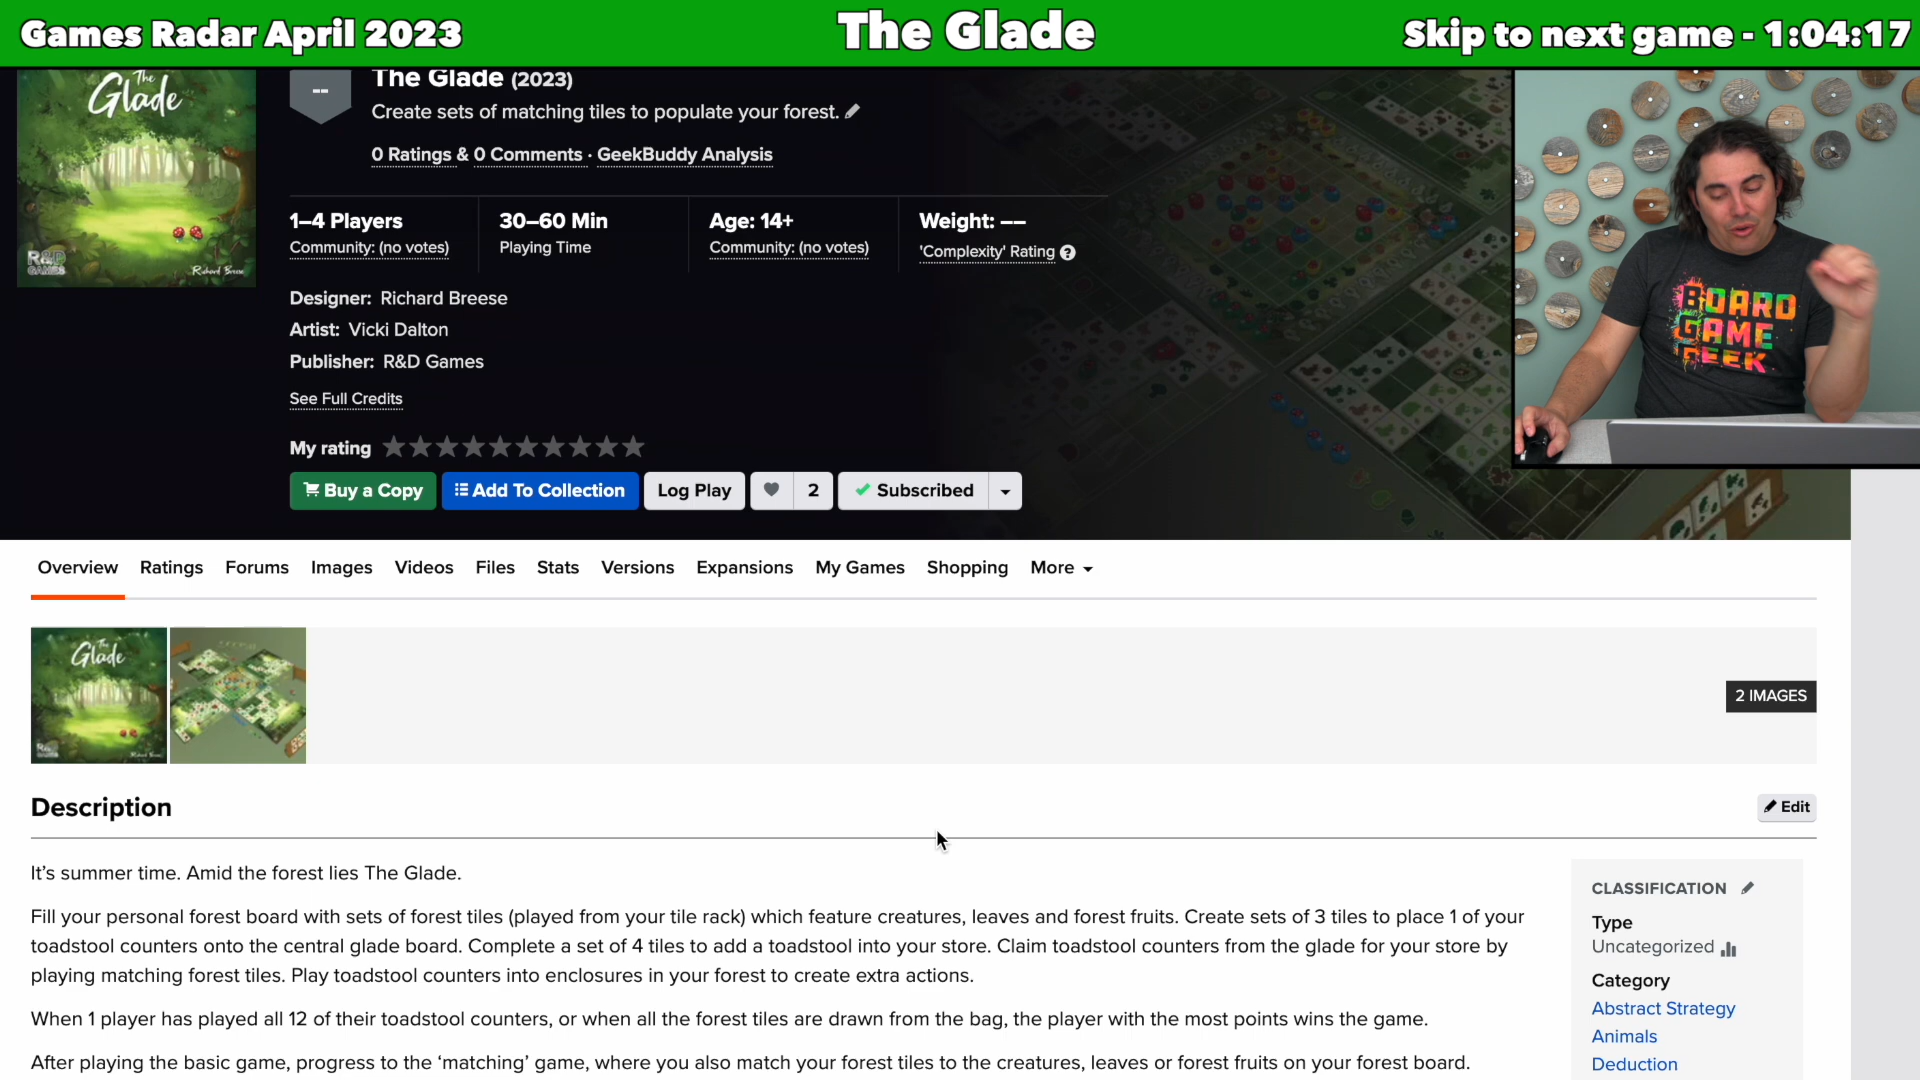 Games Radar April 2023
The Glade
Skip to next game - 1:04:17
The Glade
R&D GAMES
Richard Breese
--
The Glade (2023)
Create sets of matching tiles to populate your forest.
0 Ratings & 0 Comments · GeekBuddy Analysis
1–4 Players
Community: (no votes)
30–60 Min
Playing Time
Age: 14+
Community: (no votes)
Weight: ––
'Complexity' Rating ?
Designer: Richard Breese
Artist: Vicki Dalton
Publisher: R&D Games
See Full Credits
My rating
Buy a Copy
Add To Collection
Log Play
2
Subscribed
BOARD
GAME
GEEK
Overview
Ratings
Forums
Images
Videos
Files
Stats
Versions
Expansions
My Games
Shopping
More
The Glade
2 IMAGES
Description
Edit
It’s summer time. Amid the forest lies The Glade.
Fill your personal forest board with sets of forest tiles (played from your tile rack) which feature creatures, leaves and forest fruits. Create sets of 3 tiles to place 1 of your
toadstool counters onto the central glade board. Complete a set of 4 tiles to add a toadstool into your store. Claim toadstool counters from the glade for your store by
playing matching forest tiles. Play toadstool counters into enclosures in your forest to create extra actions.
When 1 player has played all 12 of their toadstool counters, or when all the forest tiles are drawn from the bag, the player with the most points wins the game.
After playing the basic game, progress to the ‘matching’ game, where you also match your forest tiles to the creatures, leaves or forest fruits on your forest board.
CLASSIFICATION
Type
Uncategorized
Category
Abstract Strategy
Animals
Deduction